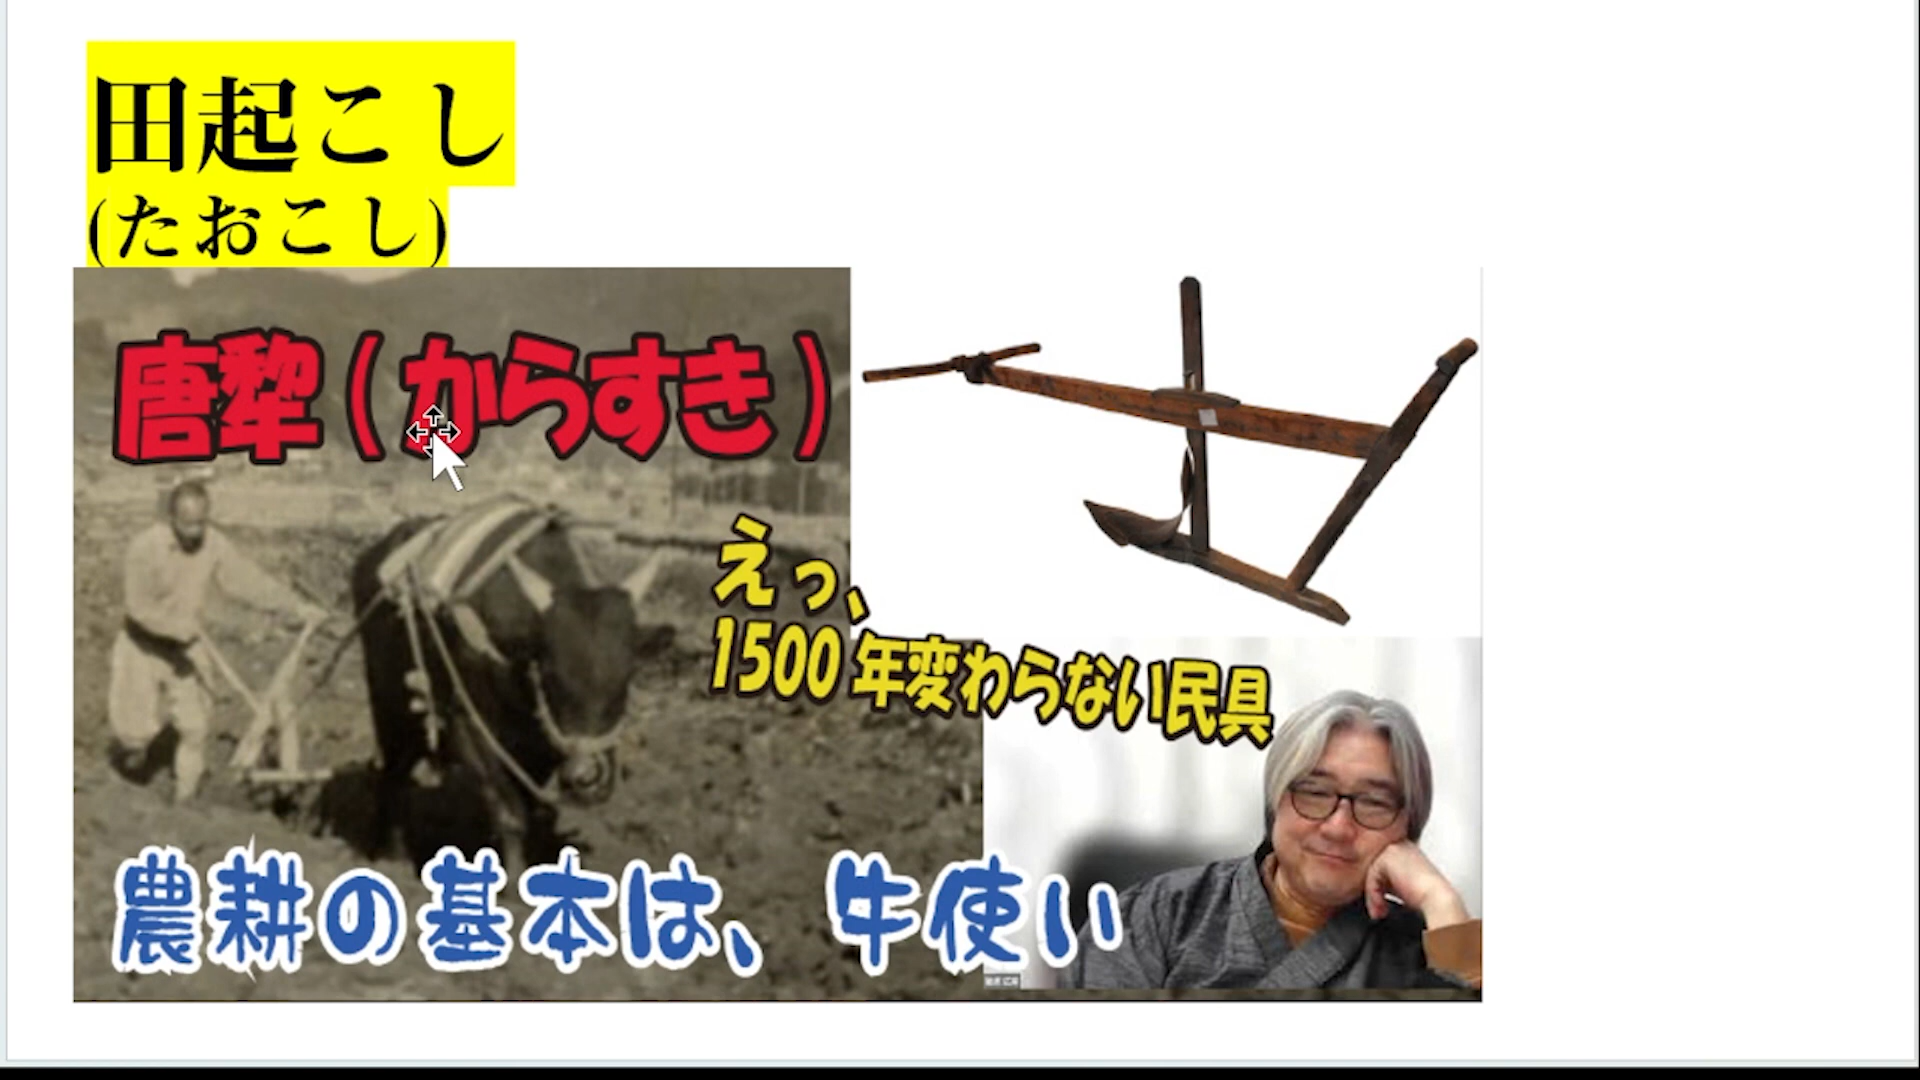 田起こし
(たおこし)
唐犂(からすき)
えっ、
1500年変わらない民具
農耕の基本は、牛使い